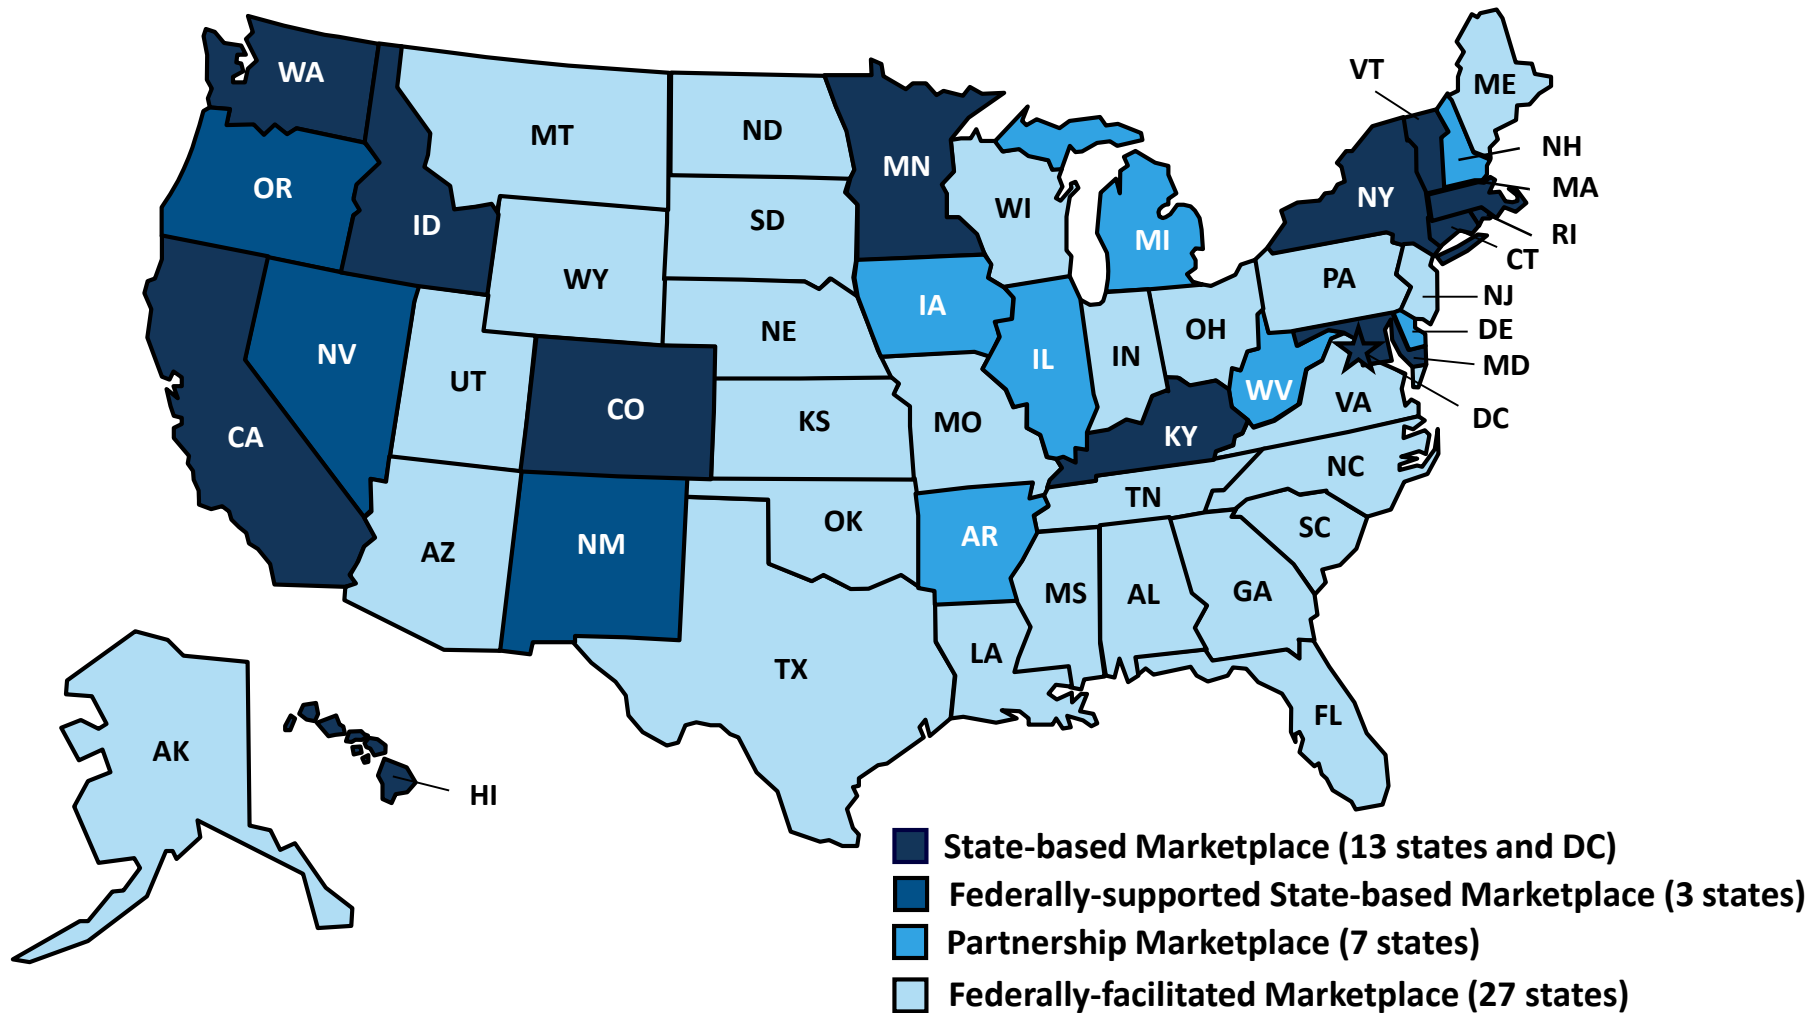 WA
VT
ME
MT
ND
MN
NH
OR
MA
ID
SD
WI
NY
MI
RI
CT
WY
PA
NJ
IA
NE
OH
DE
NV
UT
IL
IN
MD
CO
WV
VA
DC
CA
KS
MO
KY
NC
TN
AZ
NM
OK
AR
SC
MS
AL
GA
TX
LA
FL
AK
HI
State-based Marketplace (13 states and DC)
Federally-supported State-based Marketplace (3 states)
Partnership Marketplace (7 states)
Federally-facilitated Marketplace (27 states)